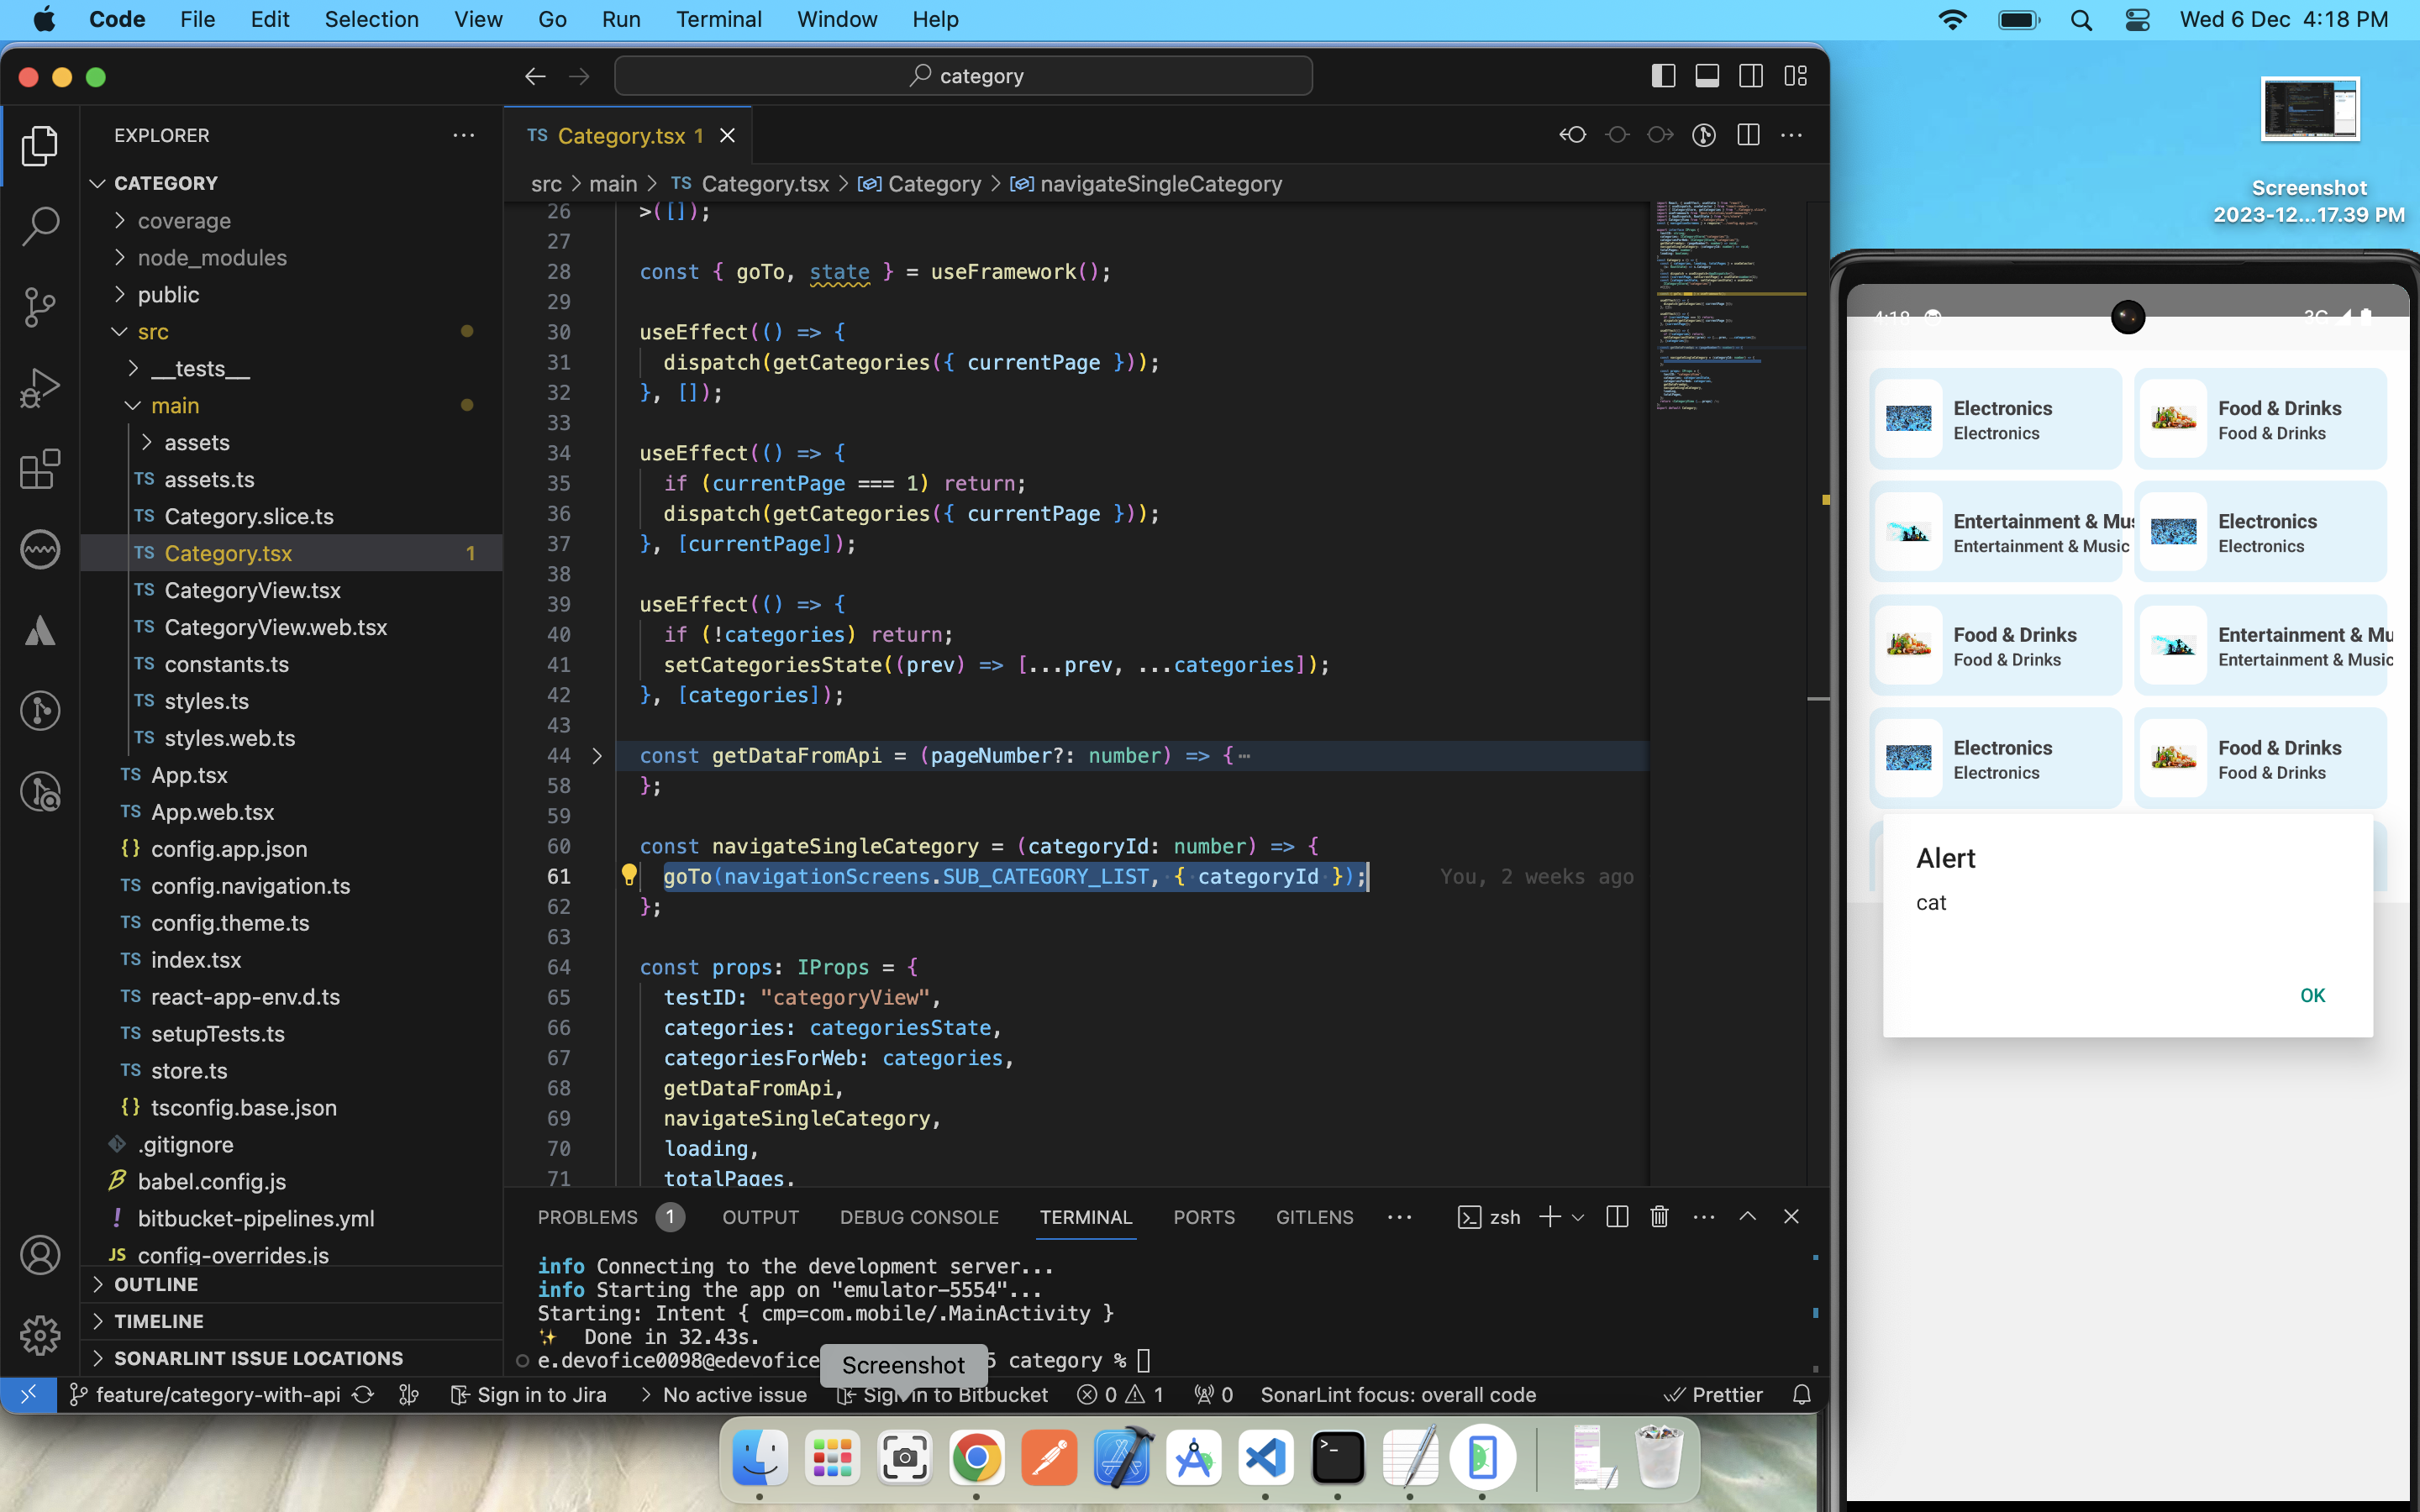 Code File Edit Selection View Go Run Terminal Window Help
Wed 6 Dec 4:18 PM
category
EXPLORER
CATEGORY
coverage
node_modules
public
src
__tests__
main
assets
TS assets.ts
TS Category.slice.ts
TS Category.tsx 1
TS CategoryView.tsx
TS CategoryView.web.tsx
TS constants.ts
TS styles.ts
TS styles.web.ts
TS App.tsx
TS App.web.tsx
{} config.app.json
TS config.navigation.ts
TS config.theme.ts
TS index.tsx
TS react-app-env.d.ts
TS setupTests.ts
TS store.ts
{} tsconfig.base.json
.gitignore
babel.config.js
! bitbucket-pipelines.yml
JS config-overrides.js
OUTLINE
TIMELINE
SONARLINT ISSUE LOCATIONS
TS Category.tsx 1
src > main > TS Category.tsx > Category > navigateSingleCategory
26 >([]);
27
28 const { goTo, state } = useFramework();
29
30 useEffect(() => {
31 dispatch(getCategories({ currentPage }));
32 }, []);
33
34 useEffect(() => {
35 if (currentPage === 1) return;
36 dispatch(getCategories({ currentPage }));
37 }, [currentPage]);
38
39 useEffect(() => {
40 if (!categories) return;
41 setCategoriesState((prev) => [...prev, ...categories]);
42 }, [categories]);
43
44 const getDataFromApi = (pageNumber?: number) => {⋯
58 };
59
60 const navigateSingleCategory = (categoryId: number) => {
61 goTo(navigationScreens.SUB_CATEGORY_LIST, { categoryId }); You, 2 weeks ago
62 };
63
64 const props: IProps = {
65 testID: "categoryView",
66 categories: categoriesState,
67 categoriesForWeb: categories,
68 getDataFromApi,
69 navigateSingleCategory,
70 loading,
71 totalPages,
PROBLEMS 1 OUTPUT DEBUG CONSOLE TERMINAL PORTS GITLENS zsh
info Connecting to the development server...
info Starting the app on "emulator-5554"...
Starting: Intent { cmp=com.mobile/.MainActivity }
Done in 32.43s.
e.devofice0098@edevofice 5 category %
Screenshot
feature/category-with-api Sign in to Jira No active issue Sign in to Bitbucket 0 1 0 SonarLint focus: overall code Prettier
Screenshot
2023-12...17.39 PM
4:18 3G
Electronics
Electronics
Food & Drinks
Food & Drinks
Entertainment & Mus
Entertainment & Music
Electronics
Electronics
Food & Drinks
Food & Drinks
Entertainment & Mu
Entertainment & Music
Electronics
Electronics
Food & Drinks
Food & Drinks
Alert
cat
OK